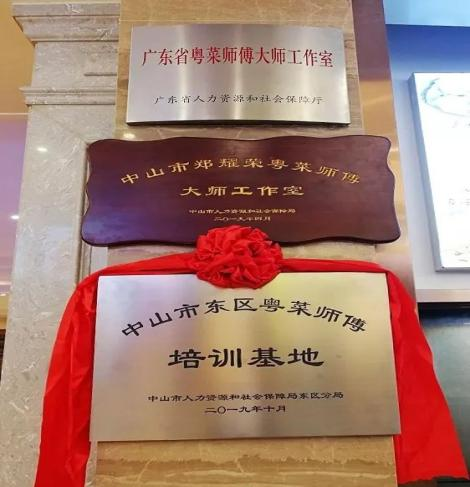 广东省粤菜师傅大师工作室
广东省人力资源和社会保障厅
中山市郑耀荣粤菜师傅
大师工作室
中山市人力资源和社会保障局
二〇一九年四月
中山市东区粤菜师傅
培训基地
中山市人力资源和社会保障局东区分局
二〇一九年十月